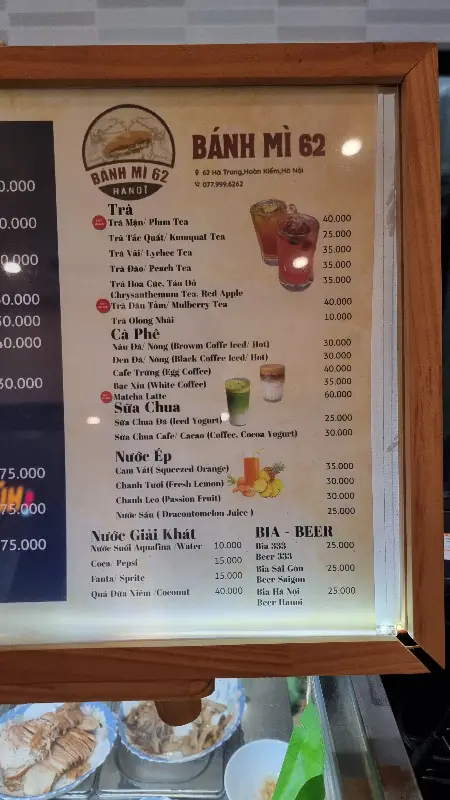 BÁNH MÌ 62
HANOI
BÁNH MÌ 62
62 Hà Trung,Hoàn Kiếm,Hà Nội
077.999.6262
Trà
Trà Mận/ Plum Tea 40.000
Trà Tắc Quất/ Kumquat Tea 25.000
Trà Vải/ Lychee Tea 35.000
Trà Đào/ Peach Tea 35.000
Trà Hoa Cúc, Táo Đỏ 35.000
Chrysanthemum Tea, Red Apple
Trà Dâu Tằm/ Mulberry Tea 40.000
Trà Olong Nhài 10.000
Cà Phê
Nâu Đá/ Nóng (Browm Coffe Iced/ Hot) 30.000
Đen Đá/ Nóng (Black Coffee Iced/ Hot) 30.000
Cafe Trứng (Egg Coffee) 40.000
Bạc Xỉu (White Coffee) 35.000
Matcha Latte 60.000
Sữa Chua
Sữa Chua Đá (Iced Yogurt) 25.000
Sữa Chua Cafe/ Cacao (Coffee, Cocoa Yogurt) 30.000
Nước Ép
Cam Vắt( Squeezed Orange) 35.000
Chanh Tươi (Fresh Lemon) 30.000
Chanh Leo (Passion Fruit) 30.000
Nước Sấu ( Dracontomelon Juice ) 25.000
Nước Giải Khát
Nước Suối Aquafina /Water 10.000
Coca/ Pepsi 15.000
Fanta/ Sprite 15.000
Quả Dừa Xiêm /Coconut 40.000
BIA - BEER
Bia 333 25.000
Beer 333
Bia Sài Gòn 25.000
Beer Saigon
Bia Hà Nội 25.000
Beer Hanoi
0.000
0.000
0.000
0.000
50.000
40.000
30.000
75.000
75.000
75.000